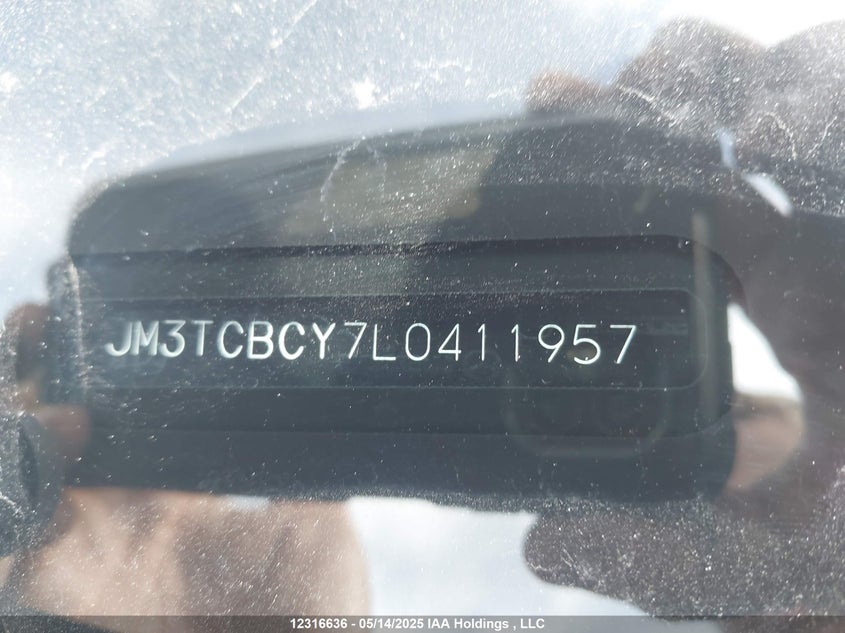 JM3TCBCY7L0411957
12316636 - 05/14/2025 IAA Holdings , LLC